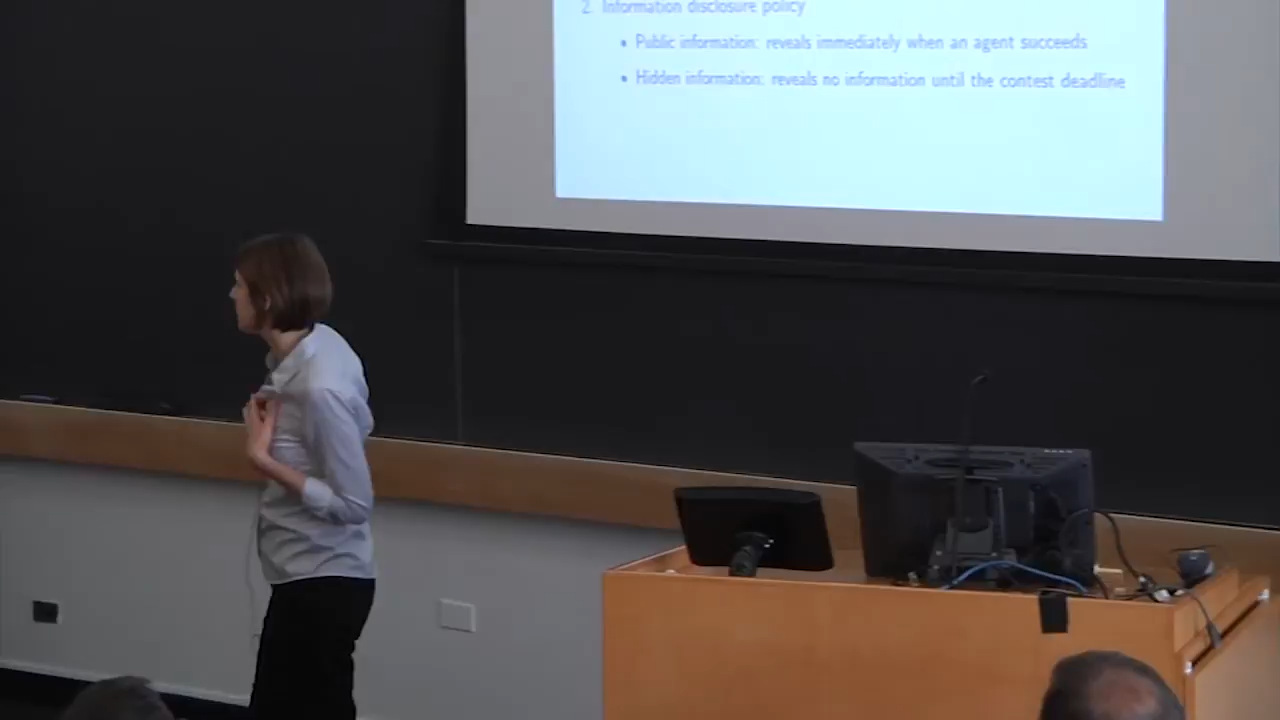 2. Information disclosure policy
• Public information: reveals immediately when an agent succeeds
• Hidden information: reveals no information until the contest deadline